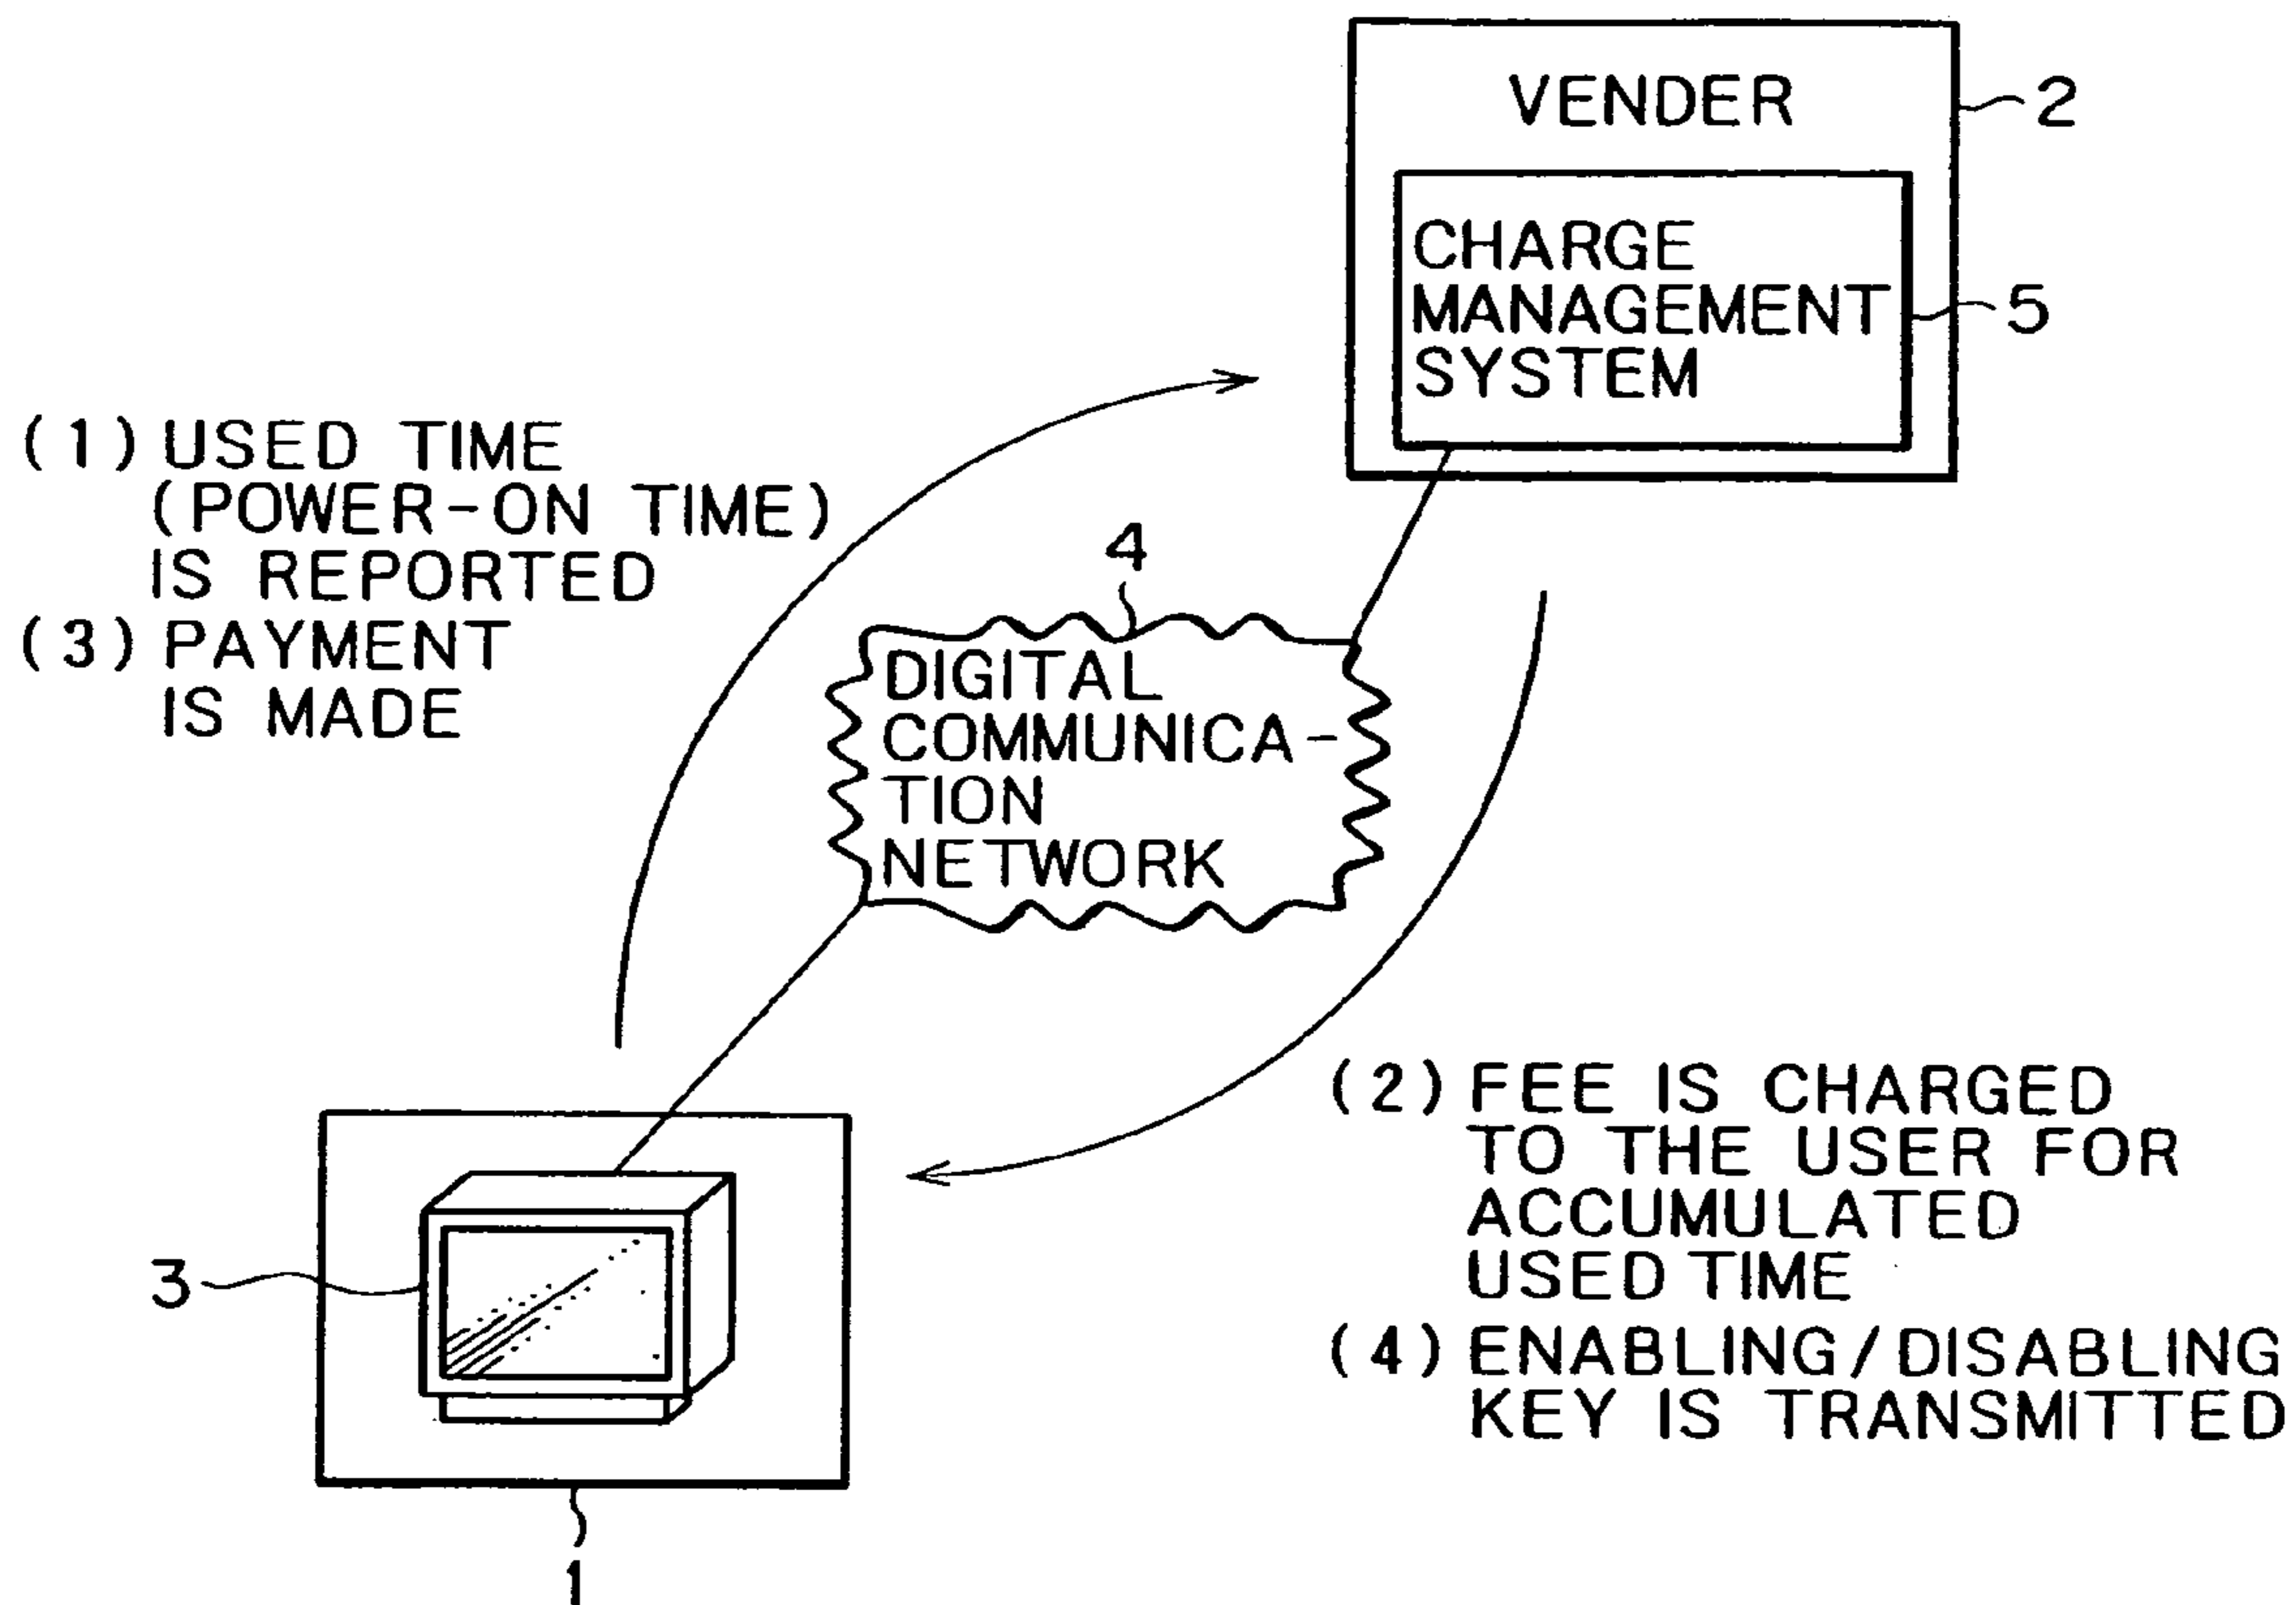 VENDER
2
CHARGE
MANAGEMENT
SYSTEM
5
(1) USED TIME
(POWER-ON TIME)
IS REPORTED
(3) PAYMENT
IS MADE
4
DIGITAL
COMMUNICA-
TION
NETWORK
(2) FEE IS CHARGED
TO THE USER FOR
ACCUMULATED
USED TIME
(4) ENABLING/DISABLING
KEY IS TRANSMITTED
3
1